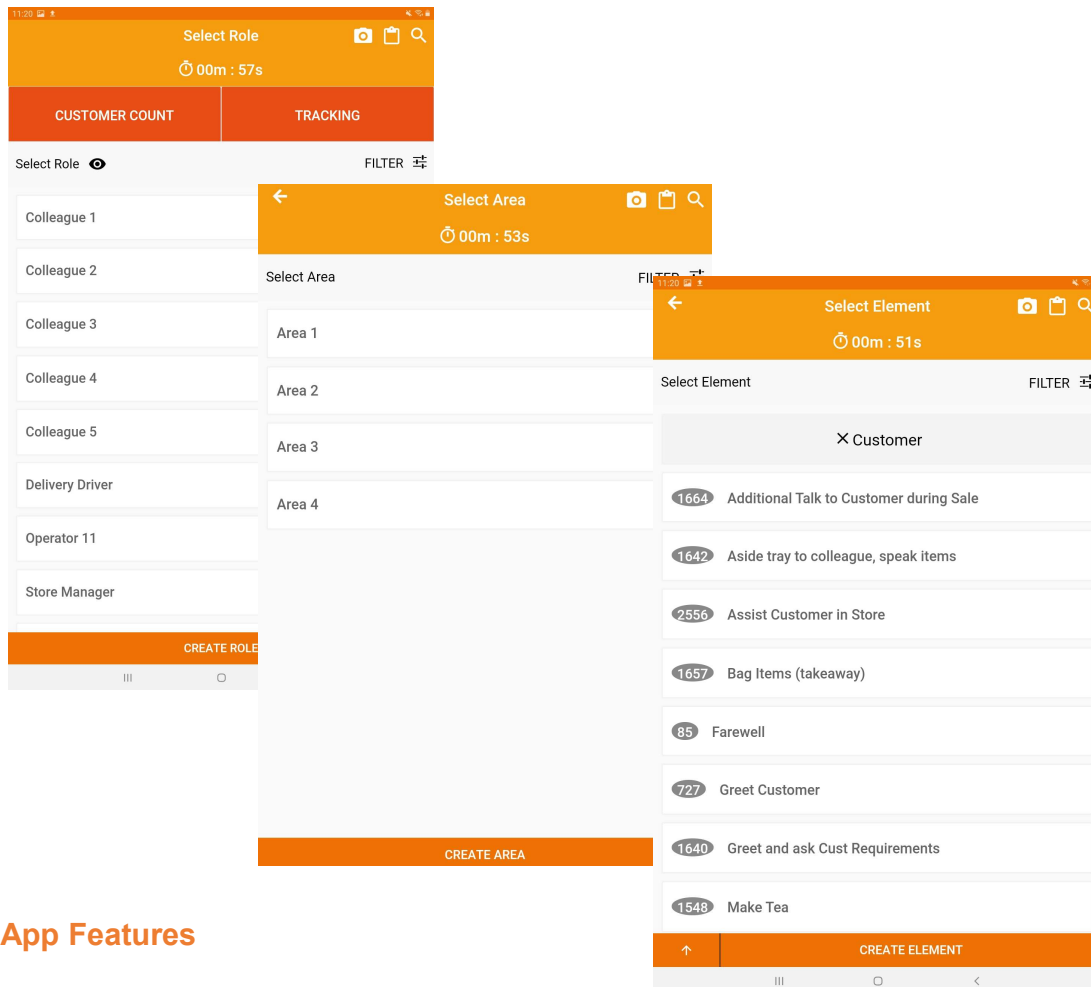 11:20
Select Role
00m : 57s
CUSTOMER COUNT
TRACKING
Select Role
FILTER
Colleague 1
Colleague 2
Colleague 3
Colleague 4
Colleague 5
Delivery Driver
Operator 11
Store Manager
CREATE ROLE
Select Area
00m : 53s
Select Area
FILTER
Area 1
Area 2
Area 3
Area 4
CREATE AREA
11:20
Select Element
00m : 51s
Select Element
FILTER
Customer
1664 Additional Talk to Customer during Sale
1642 Aside tray to colleague, speak items
2556 Assist Customer in Store
1657 Bag Items (takeaway)
85 Farewell
727 Greet Customer
1640 Greet and ask Cust Requirements
1548 Make Tea
CREATE ELEMENT
App Features